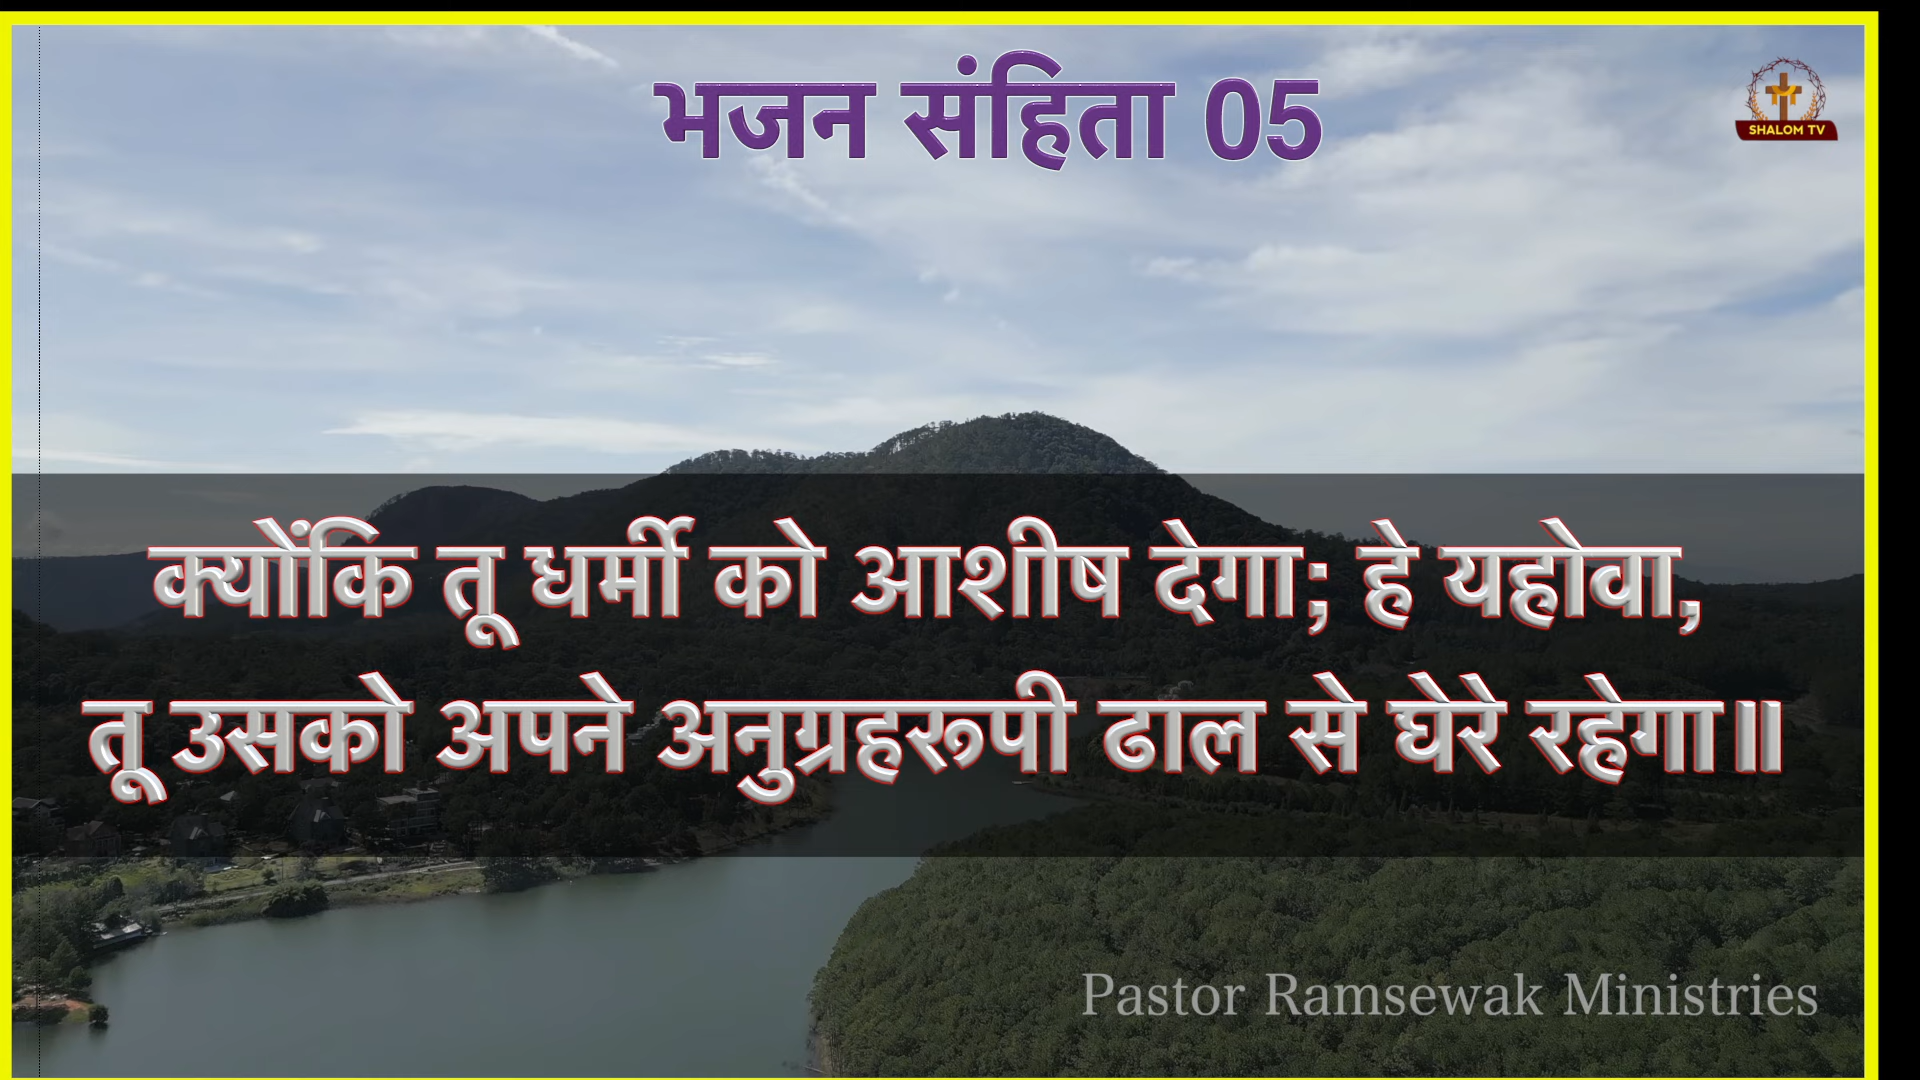 भजन संहिता 05
SHALOM TV
क्योंकि तू धर्मी को आशीष देगा; हे यहोवा,
तू उसको अपने अनुग्रहरूपी ढाल से घेरे रहेगा॥
Pastor Ramsewak Ministries